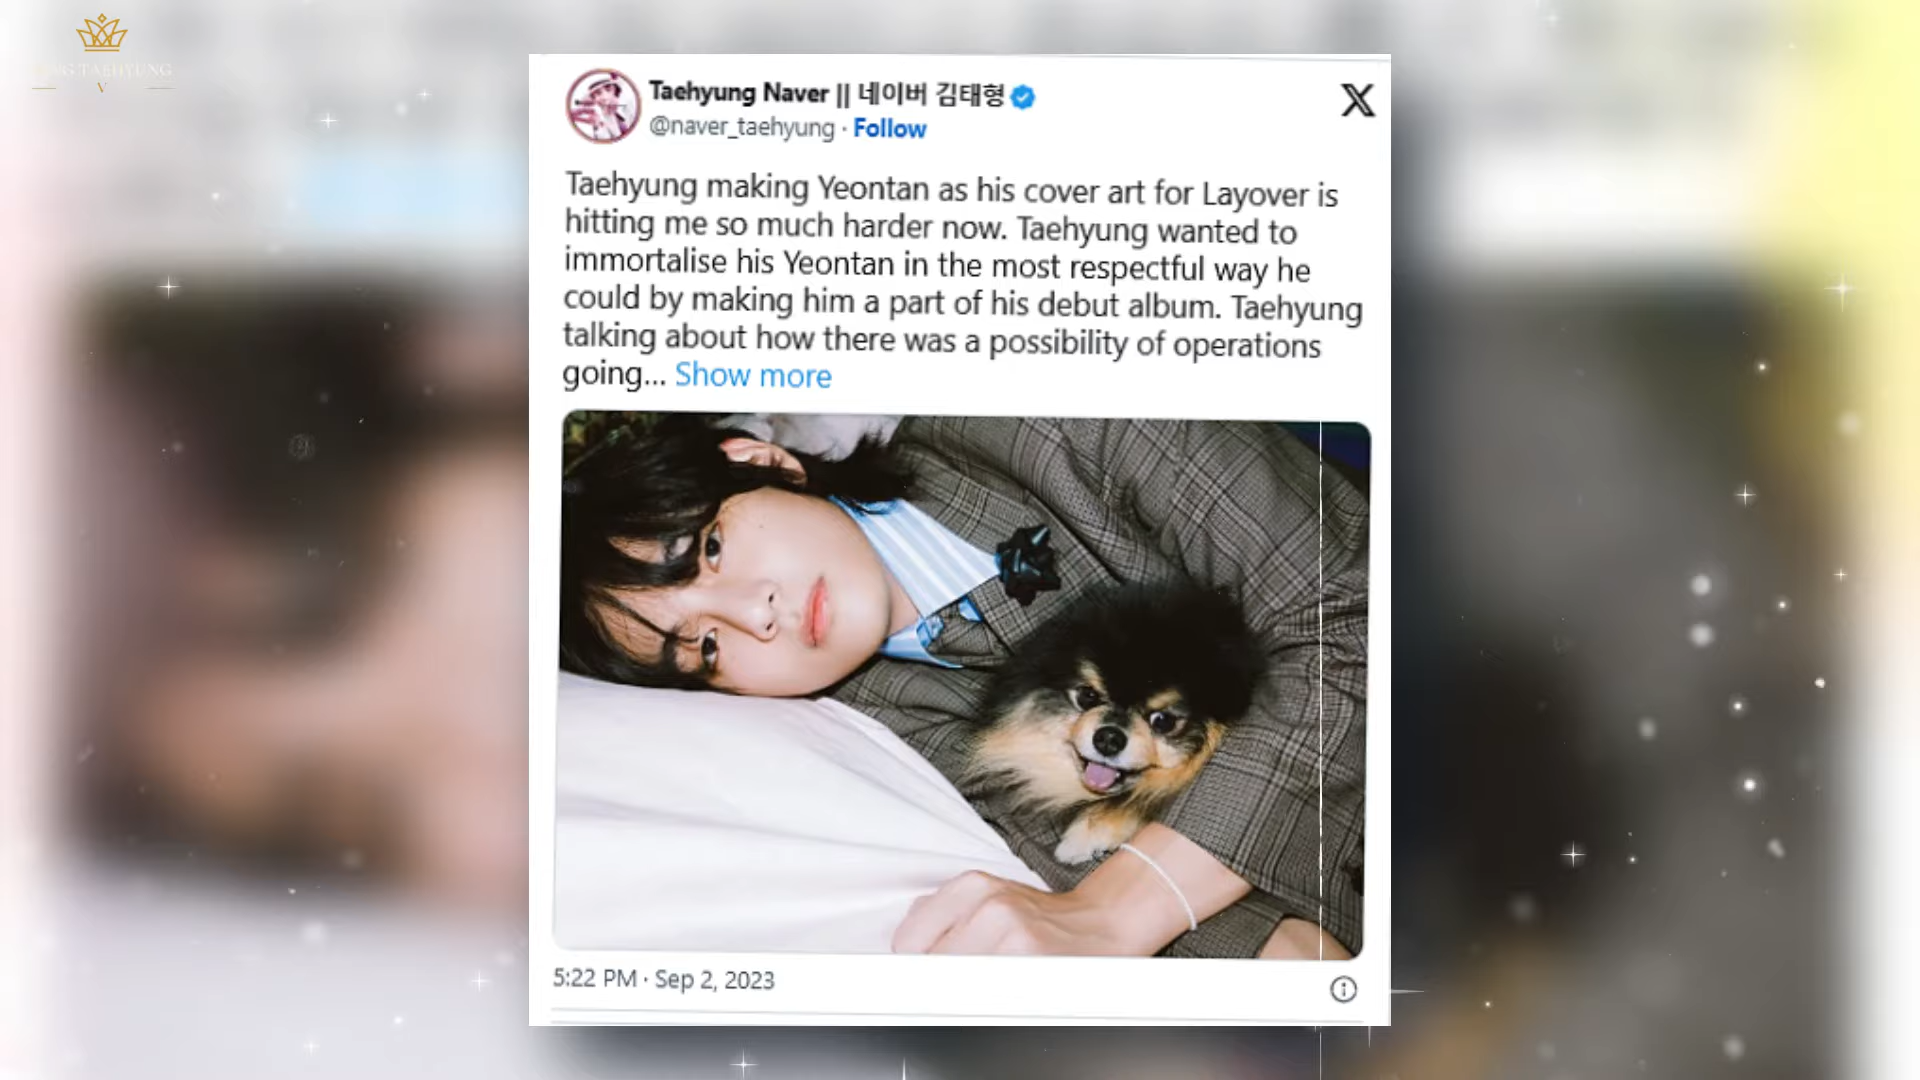 TAEHYUNG
V
Taehyung Naver || 네이버 김태형
@naver_taehyung · Follow
Taehyung making Yeontan as his cover art for Layover is
hitting me so much harder now. Taehyung wanted to
immortalise his Yeontan in the most respectful way he
could by making him a part of his debut album. Taehyung
talking about how there was a possibility of operations
going... Show more
5:22 PM · Sep 2, 2023